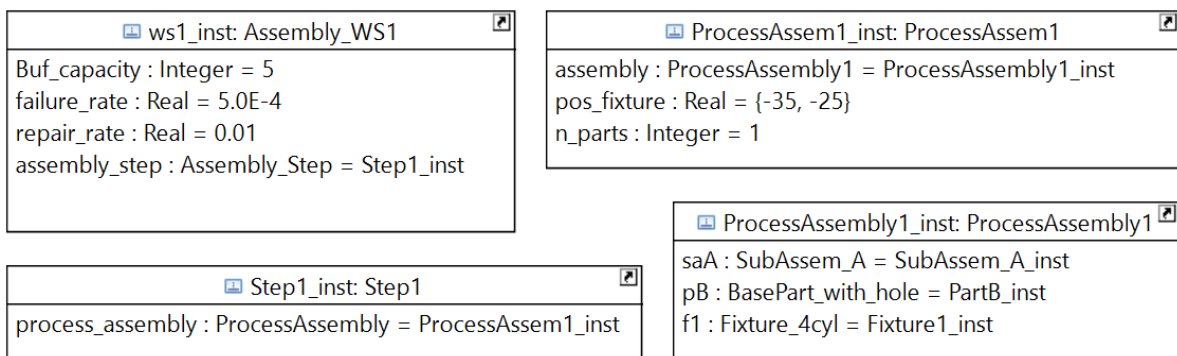 ws1_inst: Assembly_WS1
Buf_capacity : Integer = 5
failure_rate : Real = 5.0E-4
repair_rate : Real = 0.01
assembly_step : Assembly_Step = Step1_inst
ProcessAssem1_inst: ProcessAssem1
assembly : ProcessAssembly1 = ProcessAssembly1_inst
pos_fixture : Real = {-35, -25}
n_parts : Integer = 1
Step1_inst: Step1
process_assembly : ProcessAssembly = ProcessAssem1_inst
ProcessAssembly1_inst: ProcessAssembly1
saA : SubAssem_A = SubAssem_A_inst
pB : BasePart_with_hole = PartB_inst
f1 : Fixture_4cyl = Fixture1_inst